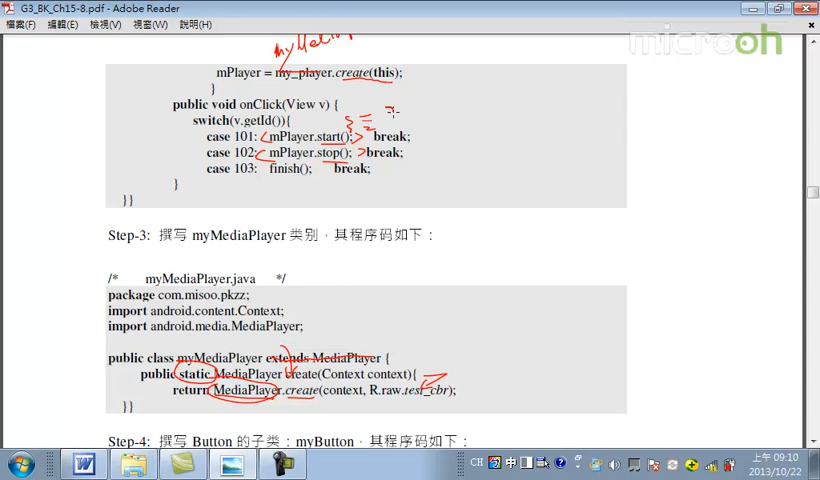 G3_BK_Ch15-8.pdf - Adobe Reader
檔案(F) 編輯(E) 檢視(V) 視窗(W) 說明(H)
microoh
mPlayer = my_player.create(this);
}
public void onClick(View v) {
switch(v.getId()){
case 101: mPlayer.start(); break;
case 102: mPlayer.stop(); break;
case 103: finish(); break;
}
}}
Step-3: 撰写 myMediaPlayer 类别，其程序码如下：
/* myMediaPlayer.java */
package com.misoo.pkzz;
import android.content.Context;
import android.media.MediaPlayer;
public class myMediaPlayer extends MediaPlayer {
public static MediaPlayer create(Context context){
return MediaPlayer.create(context, R.raw.test_cbr);
}}
Step-4: 撰写 Button 的子类：myButton，其程序码如下：
CH 中
上午 09:10
2013/10/22